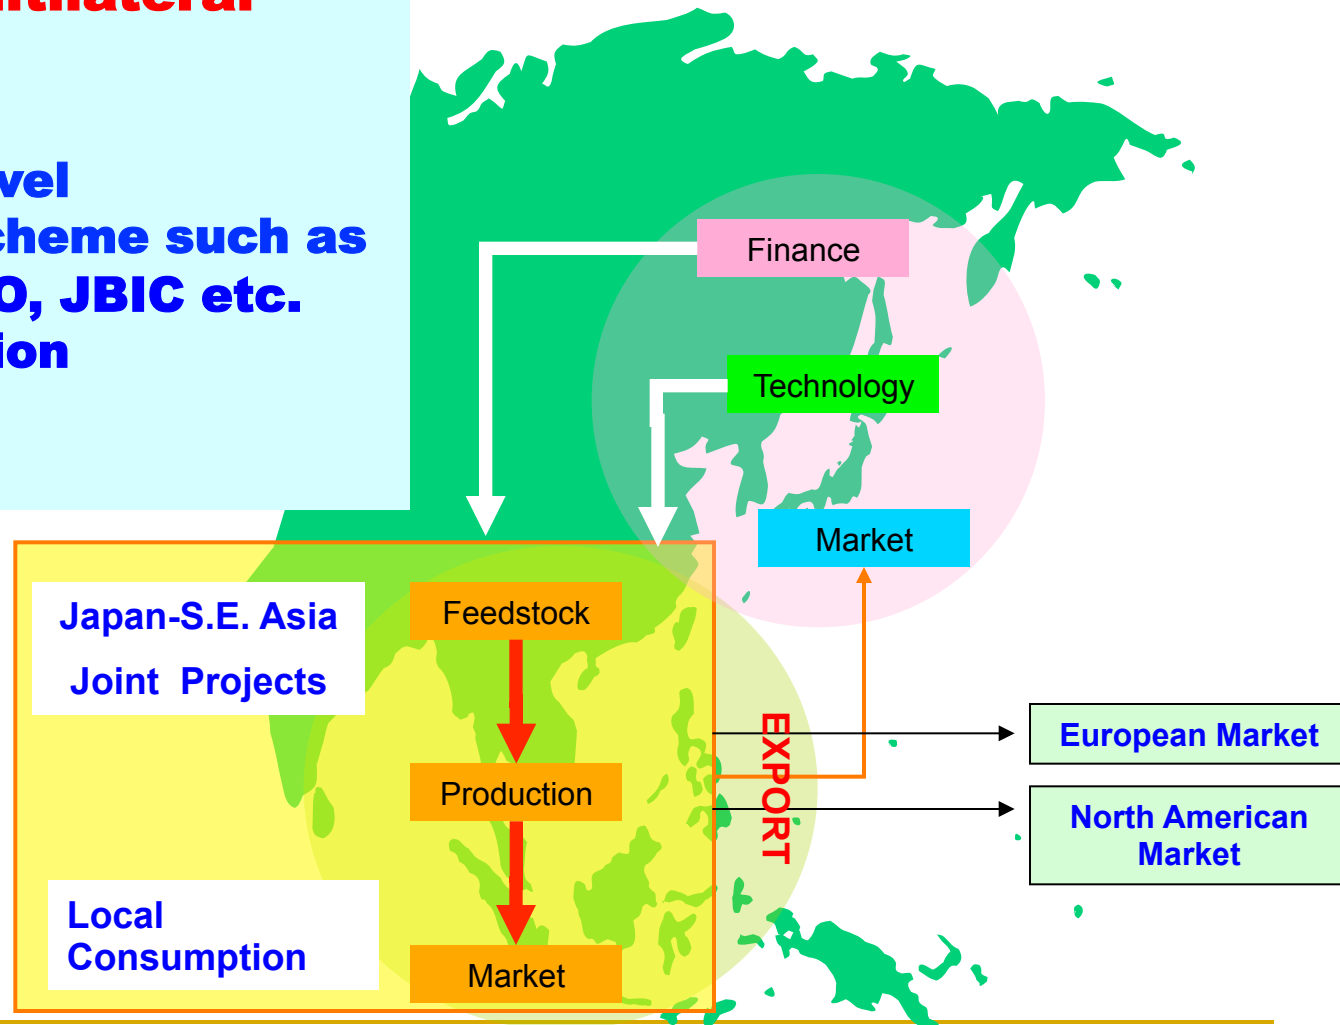 vel
cheme such as
O, JBIC etc.
ion
Finance
Technology
Market
Japan-S.E. Asia
Joint Projects
Feedstock
Production
Market
Local
Consumption
EXPORT
European Market
North American
Market